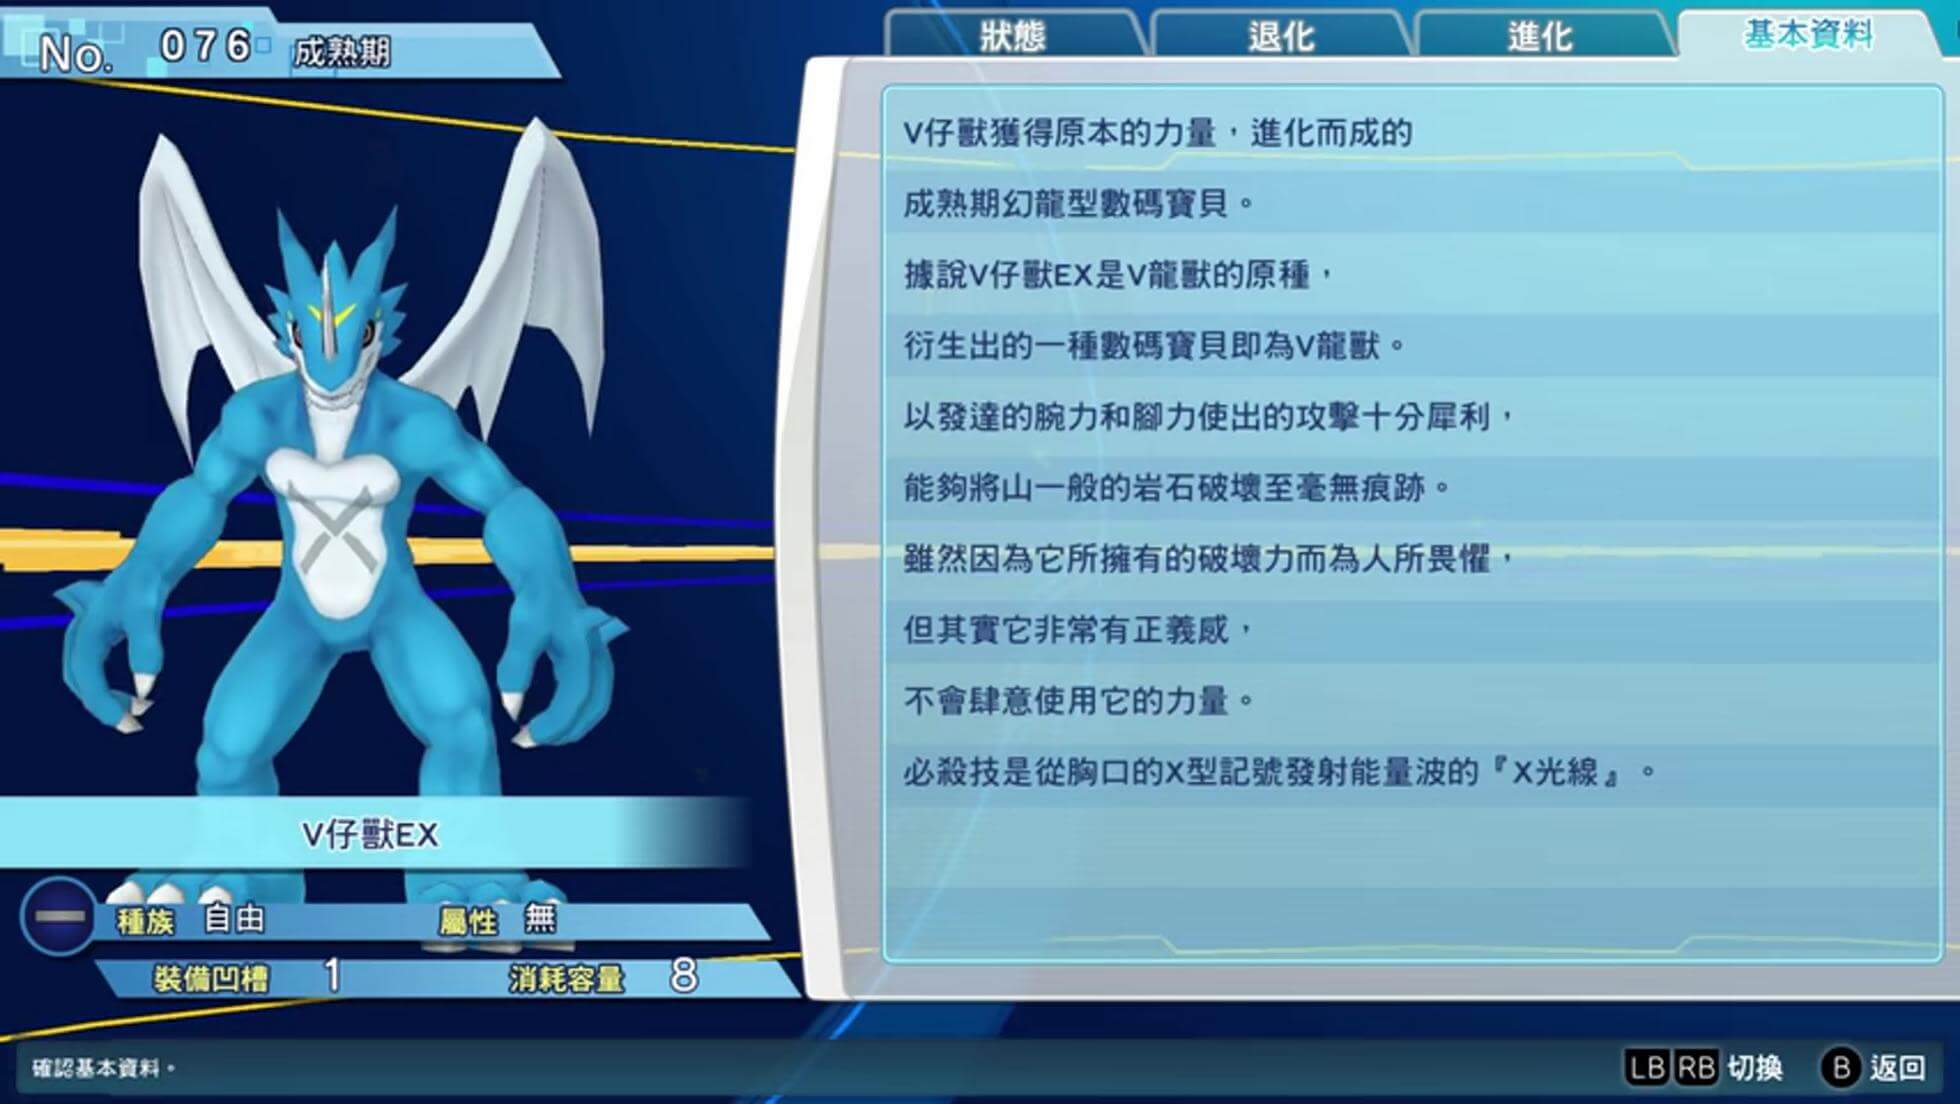 No. 076 成熟期
狀態 退化 進化 基本資料
V仔獸獲得原本的力量，進化而成的
成熟期幻龍型數碼寶貝。
據說V仔獸EX是V龍獸的原種，
衍生出的一種數碼寶貝即為V龍獸。
以發達的腕力和腳力使出的攻擊十分犀利，
能夠將山一般的岩石破壞至毫無痕跡。
雖然因為它所擁有的破壞力而為人所畏懼，
但其實它非常有正義感，
不會肆意使用它的力量。
必殺技是從胸口的X型記號發射能量波的『X光線』。
V仔獸EX
種族 自由 屬性 無
裝備凹槽 1 消耗容量 8
確認基本資料。
LB RB 切換 B 返回